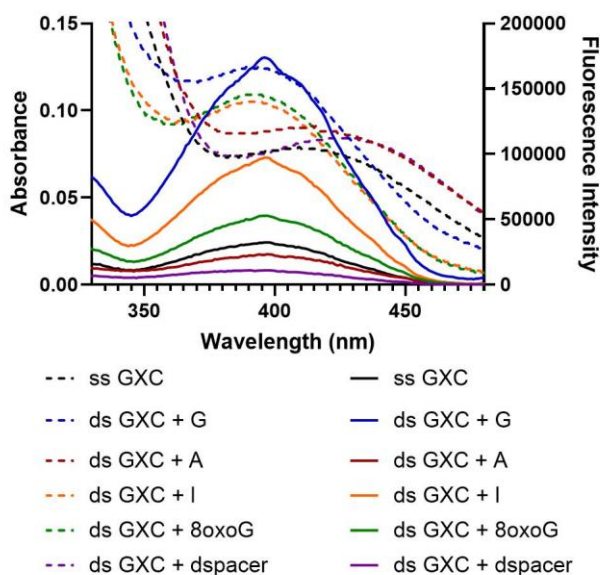 0.15
0.10
0.05
0.00
Absorbance
200000
150000
100000
50000
0
Fluorescence Intensity
350
400
450
Wavelength (nm)
ss GXC
ss GXC
ds GXC + G
ds GXC + G
ds GXC + A
ds GXC + A
ds GXC + I
ds GXC + I
ds GXC + 8oxoG
ds GXC + 8oxoG
ds GXC + dspacer
ds GXC + dspacer